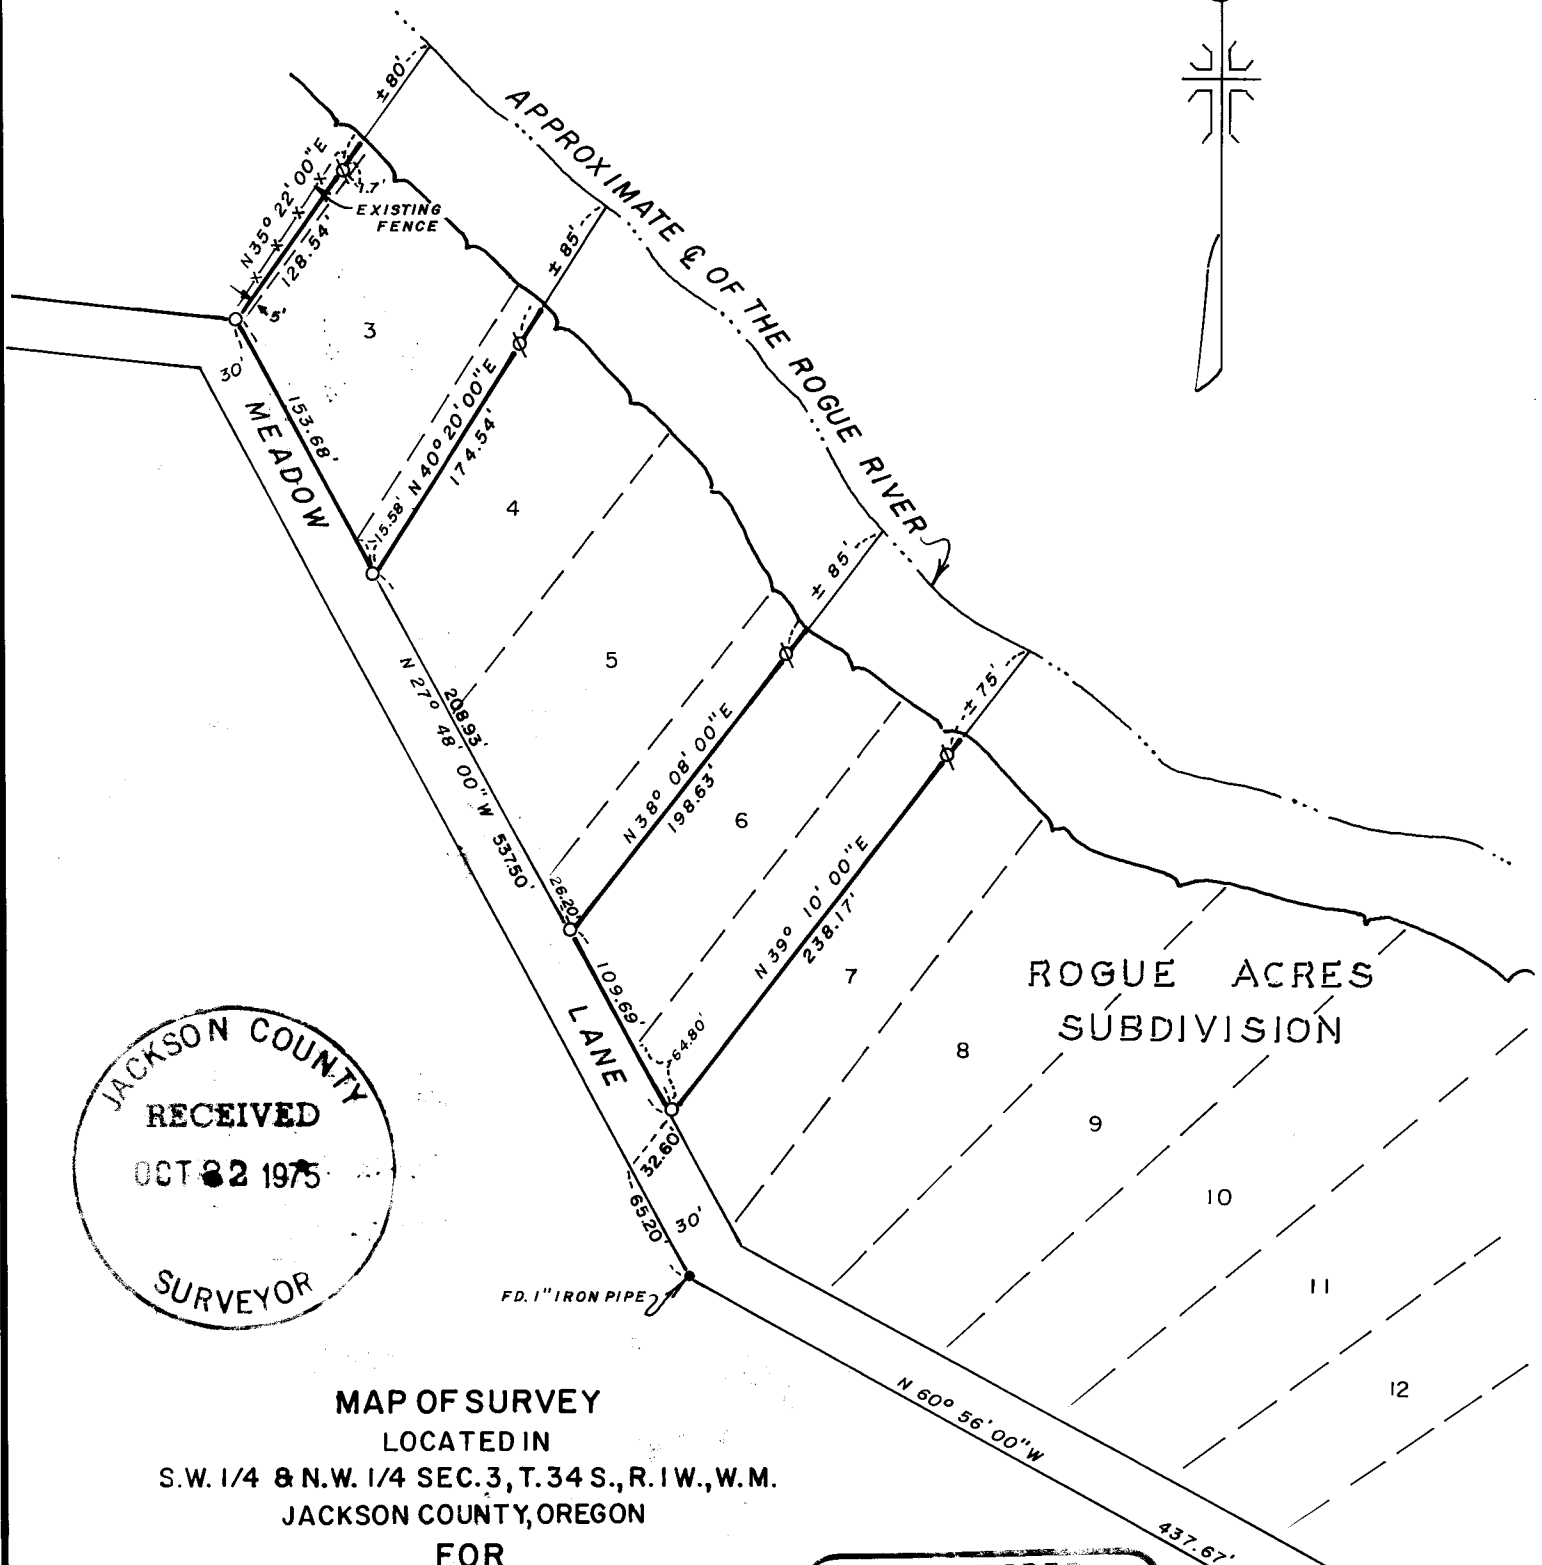 ± 80'
APPROXIMATE ℄ OF THE ROGUE RIVER
N 35° 22' 00" E
128.54'
1.7'
EXISTING
FENCE
± 85'
5'
3
30'
153.68'
MEADOW
N 40° 20' 00" E
174.54'
15.58'
4
± 85'
5
± 75'
208.93'
N 27° 48' 00" W 537.50'
N 38° 08' 00" E
198.63'
6
26.20'
N 39° 10' 00" E
238.17'
7
109.69'
LANE
64.80'
ROGUE ACRES
SUBDIVISION
8
9
10
11
12
32.60'
65.20'
30'
FD. 1" IRON PIPE
JACKSON COUNTY
RECEIVED
OCT 22 1975
SURVEYOR
N 60° 56' 00" W
437.67'
MAP OF SURVEY
LOCATED IN
S.W. 1/4 & N.W. 1/4 SEC. 3, T. 34 S., R. 1 W., W.M.
JACKSON COUNTY, OREGON
FOR